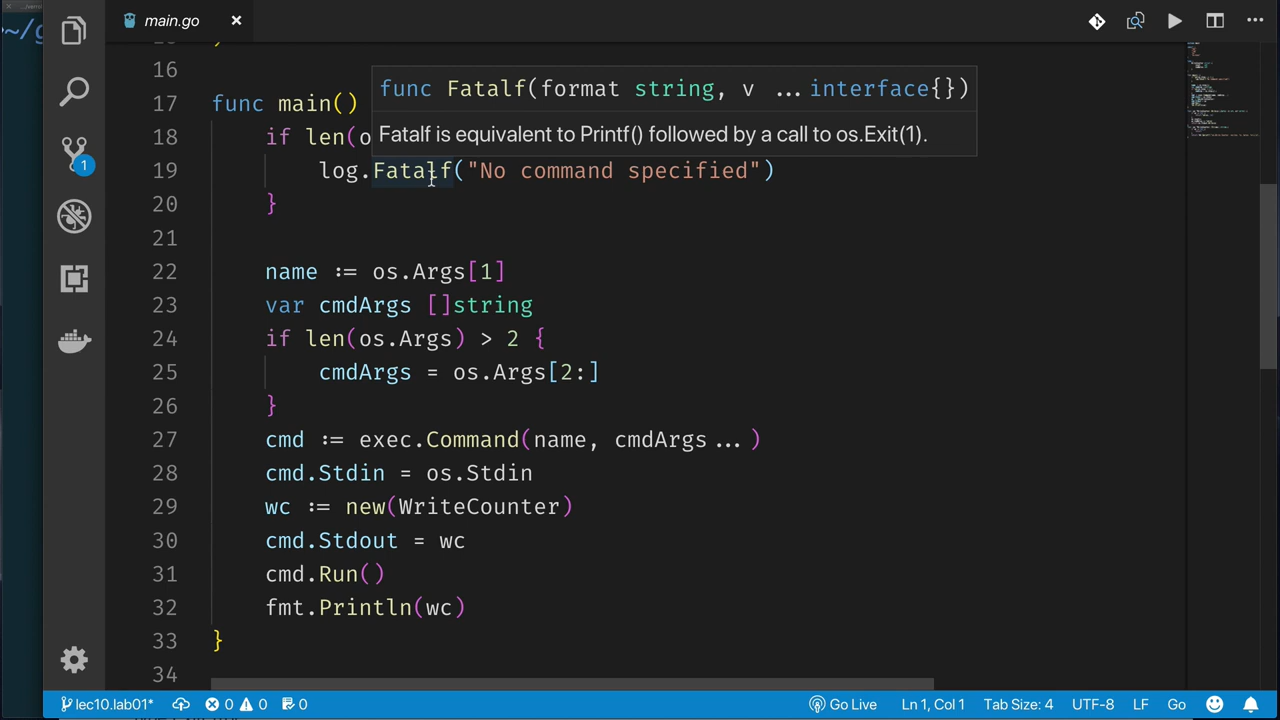 main.go
16
func Fatalf(format string, v ...interface{})
17 func main()
Fatalf is equivalent to Printf() followed by a call to os.Exit(1).
18 if len(o
19 log.Fatalf("No command specified")
20 }
21
22 name := os.Args[1]
23 var cmdArgs []string
24 if len(os.Args) > 2 {
25 cmdArgs = os.Args[2:]
26 }
27 cmd := exec.Command(name, cmdArgs...)
28 cmd.Stdin = os.Stdin
29 wc := new(WriteCounter)
30 cmd.Stdout = wc
31 cmd.Run()
32 fmt.Println(wc)
33 }
34
1
lec10.lab01* 0 0 0 Go Live Ln 1, Col 1 Tab Size: 4 UTF-8 LF Go